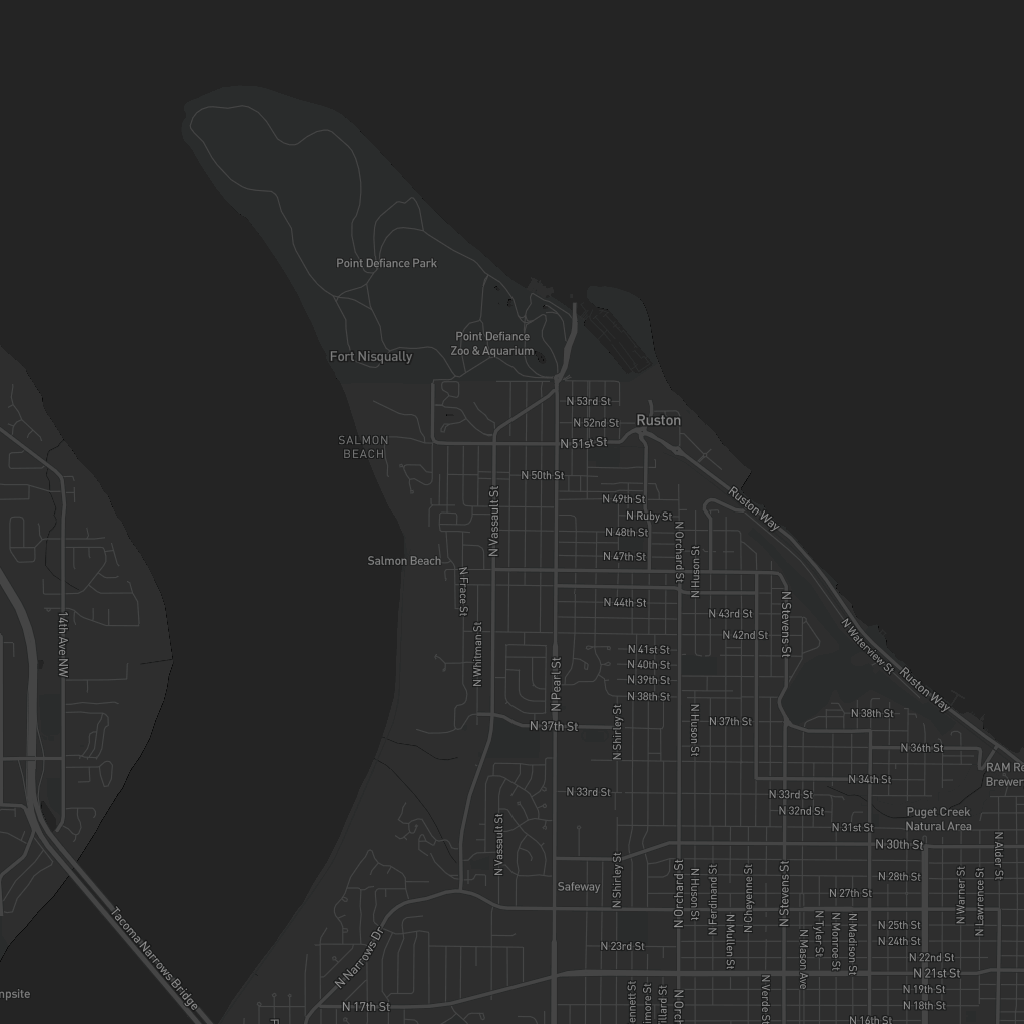 Point Defiance Park
Point Defiance
Zoo & Aquarium
Fort Nisqually
N 53rd St
N 52nd St
Ruston
SALMON
BEACH
N 51st St
N 50th St
N Vassault St
N 49th St
Ruston Way
N Ruby St
N 48th St
N Orchard St
N Huson St
N 47th St
Salmon Beach
N Frace St
N 44th St
N 43rd St
N Stevens St
N 42nd St
14th Ave NW
N Whitman St
N 41st St
N 40th St
N 39th St
N 38th St
N Waterview St
Ruston Way
N Pearl St
N Shirley St
N Huson St
N 37th St
N 37th St
N 38th St
N 36th St
RAM Re
Brewer
N 34th St
N 33rd St
N 33rd St
N 32nd St
Puget Creek
Natural Area
N 31st St
N 30th St
N Vassault St
N Alder St
Safeway
N Shirley St
N Orchard St
N Huson St
N Ferdinand St
N Cheyenne St
N Stevens St
N 28th St
N 27th St
N Warner St
N Lawrence St
N Mullen St
N Tyler St
N Monroe St
N Madison St
N 25th St
N 24th St
N 23rd St
N Mason Ave
N 22nd St
N 21st St
Tacoma Narrows Bridge
N Narrows Dr
mpsite
N 17th St
ennett St
imore St
illard St
N Orc
N Verde St
N 19th St
N 18th St
N 16th St